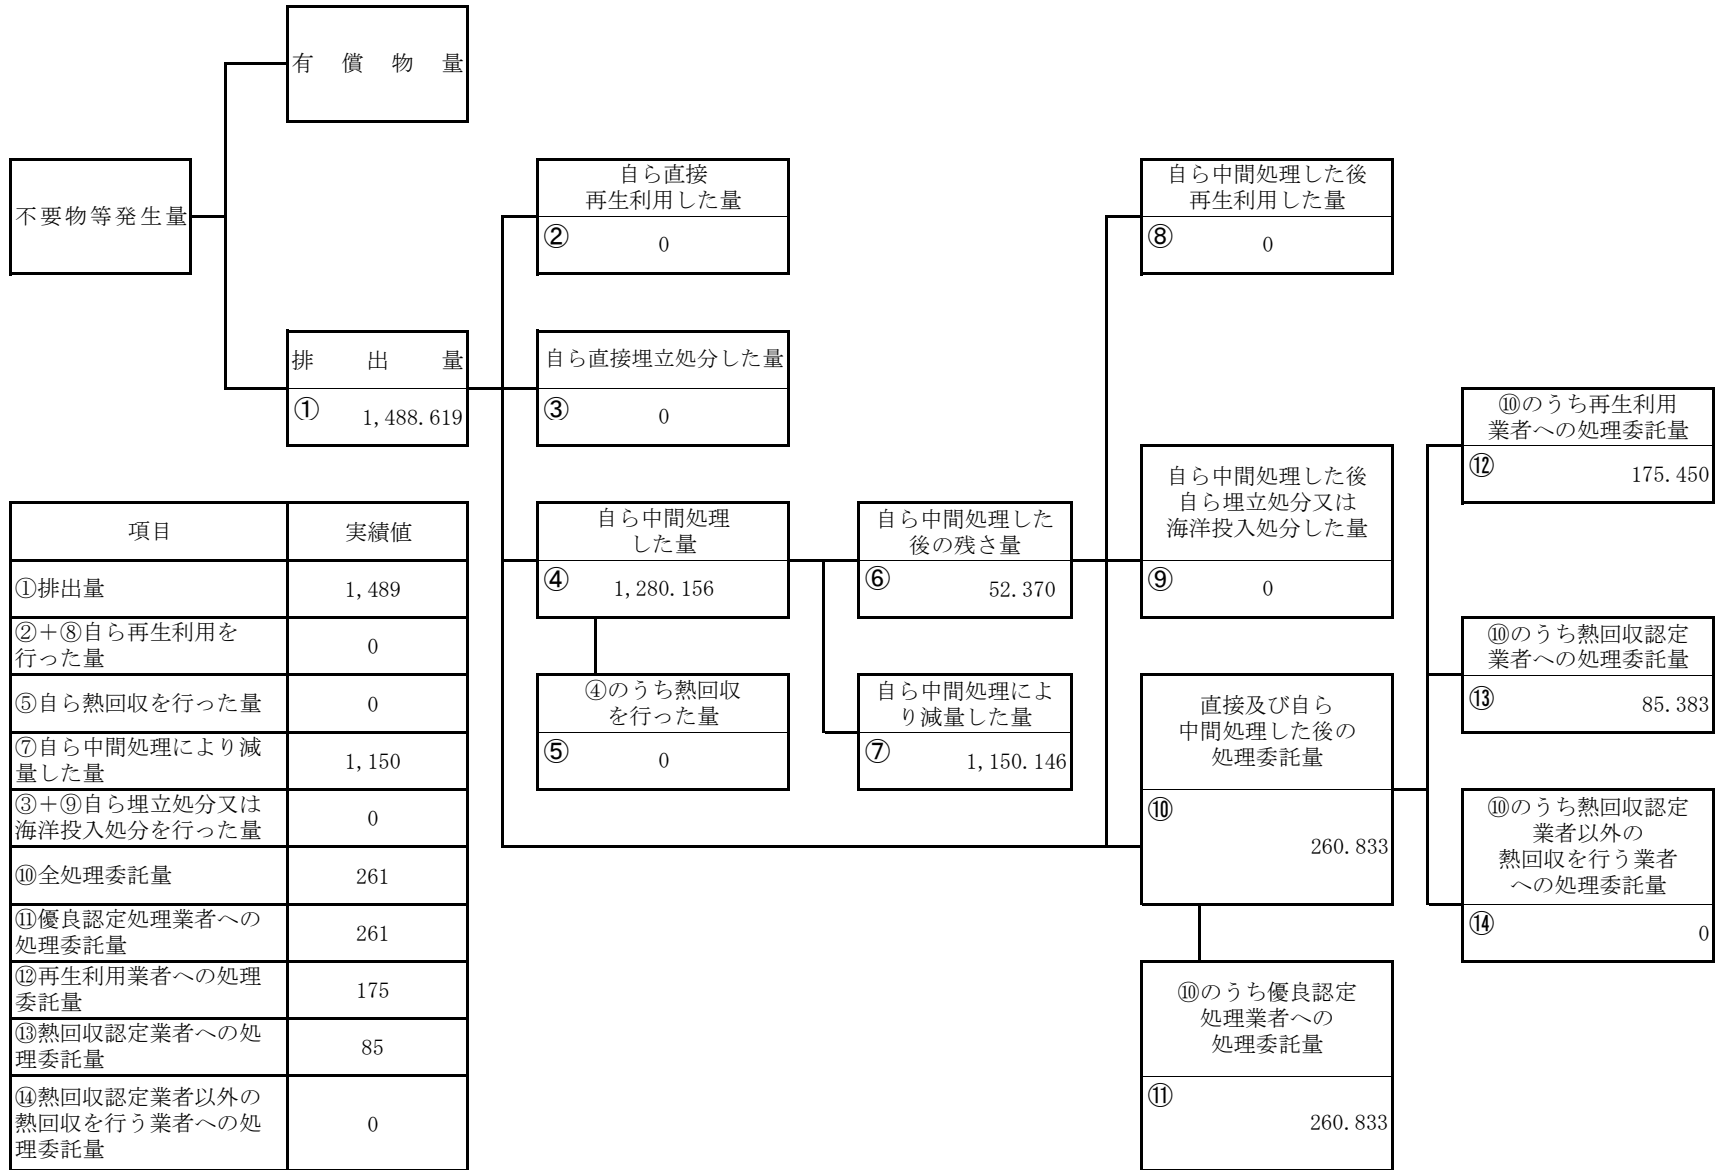 有償物量
不要物等発生量
排出量
① 1,488.619
自ら直接
再生利用した量
② 0
自ら直接埋立処分した量
③ 0
自ら中間処理
した量
④ 1,280.156
④のうち熱回収
を行った量
⑤ 0
自ら中間処理した
後の残さ量
⑥ 52.370
自ら中間処理によ
り減量した量
⑦ 1,150.146
自ら中間処理した後
再生利用した量
⑧ 0
自ら中間処理した後
自ら埋立処分又は
海洋投入処分した量
⑨ 0
直接及び自ら
中間処理した後の
処理委託量
⑩
260.833
⑩のうち優良認定
処理業者への
処理委託量
⑪
260.833
⑩のうち再生利用
業者への処理委託量
⑫ 175.450
⑩のうち熱回収認定
業者への処理委託量
⑬ 85.383
⑩のうち熱回収認定
業者以外の
熱回収を行う業者
への処理委託量
⑭ 0
項目 実績値
①排出量 1,489
②＋⑧自ら再生利用を
行った量 0
⑤自ら熱回収を行った量 0
⑦自ら中間処理により減
量した量 1,150
③＋⑨自ら埋立処分又は
海洋投入処分を行った量 0
⑩全処理委託量 261
⑪優良認定処理業者への
処理委託量 261
⑫再生利用業者への処理
委託量 175
⑬熱回収認定業者への処
理委託量 85
⑭熱回収認定業者以外の
熱回収を行う業者への処
理委託量 0